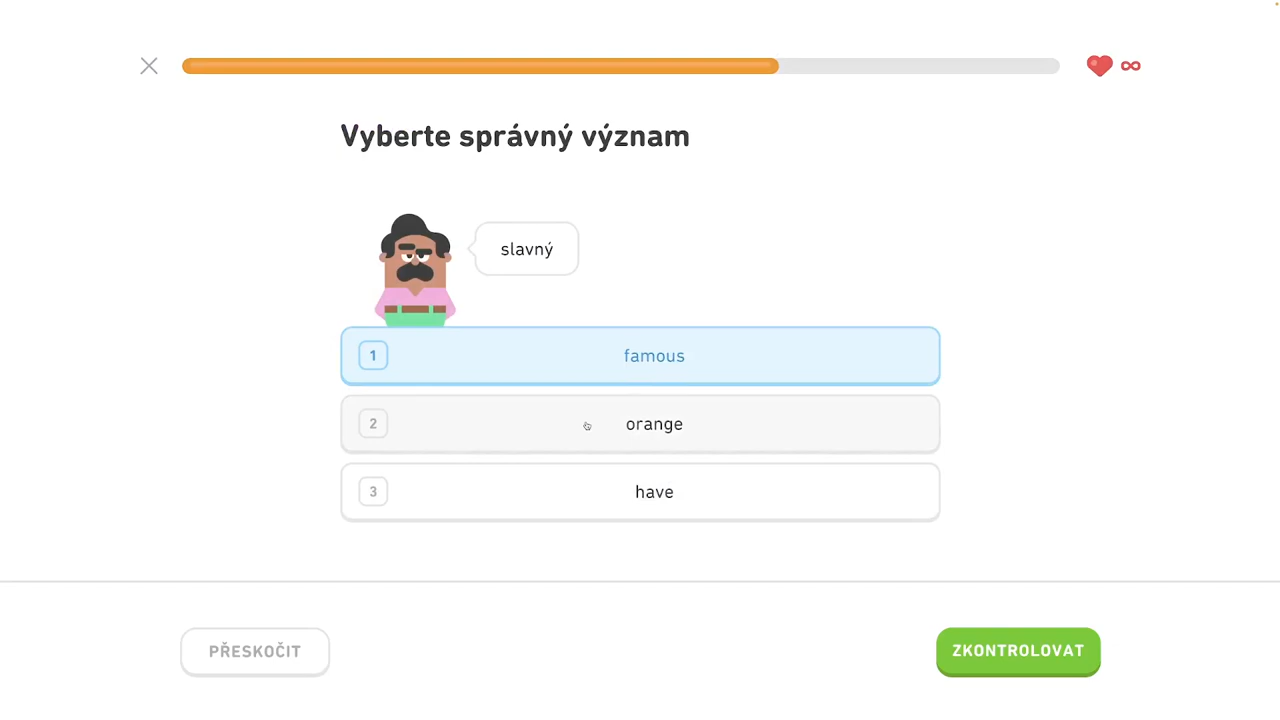 ∞
Vyberte správný význam
slavný
1 famous
2 orange
3 have
PŘESKOČIT
ZKONTROLOVAT